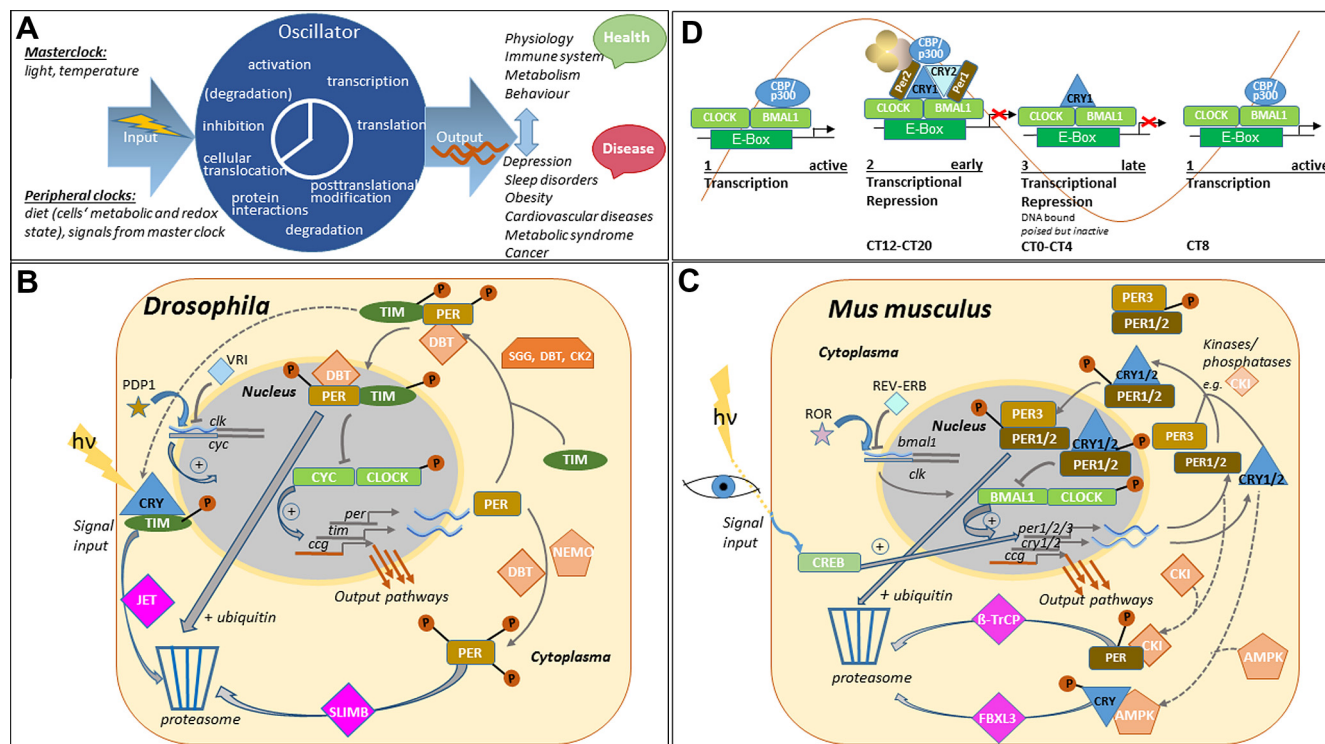 A
Oscillator
Masterclock:
light, temperature
Input
Peripheral clocks:
diet (cells' metabolic and redox
state), signals from master clock
activation
transcription
(degradation)
inhibition
translation
cellular
translocation
posttranslational
modification
protein
interactions
degradation
Output
Physiology
Immune system
Metabolism
Behaviour
Health
Disease
Depression
Sleep disorders
Obesity
Cardiovascular diseases
Metabolic syndrome
Cancer
D
CBP/
p300
CLOCK
BMAL1
E-Box
1
active
Transcription
CBP/
p300
Per2
CRY1
CRY2
Per1
CLOCK
BMAL1
E-Box
2
early
Transcriptional
Repression
CT12-CT20
CRY1
CLOCK
BMAL1
E-Box
3
late
Transcriptional
Repression
DNA bound
poised but inactive
CT0-CT4
CBP/
p300
CLOCK
BMAL1
E-Box
1
active
Transcription
CT8
B
Drosophila
P
P
TIM
PER
DBT
SGG, DBT, CK2
VRI
PDP1
Nucleus
P
DBT
PER
TIM
P
clk
cyc
+
hν
CRY
TIM
P
Signal
input
CYC
CLOCK
P
+
per
tim
ccg
PER
TIM
Output pathways
DBT
NEMO
JET
+ ubiquitin
P
P
PER
P
Cytoplasma
proteasome
SLIMB
C
Mus musculus
PER3
P
PER1/2
Cytoplasma
Kinases/
phosphatases
e.g.
CKI
P
CRY1/2
PER1/2
REV-ERB
ROR
Nucleus
P
PER3
PER1/2
CRY1/2
P
PER1/2
PER3
PER1/2
CRY1/2
bmal1
clk
hν
BMAL1
CLOCK
P
+
per1/2/3
cry1/2
ccg
Signal
input
CREB
+
Output pathways
CKI
+ ubiquitin
ß-TrCP
P
PER
CKI
AMPK
proteasome
P
CRY
AMPK
FBXL3